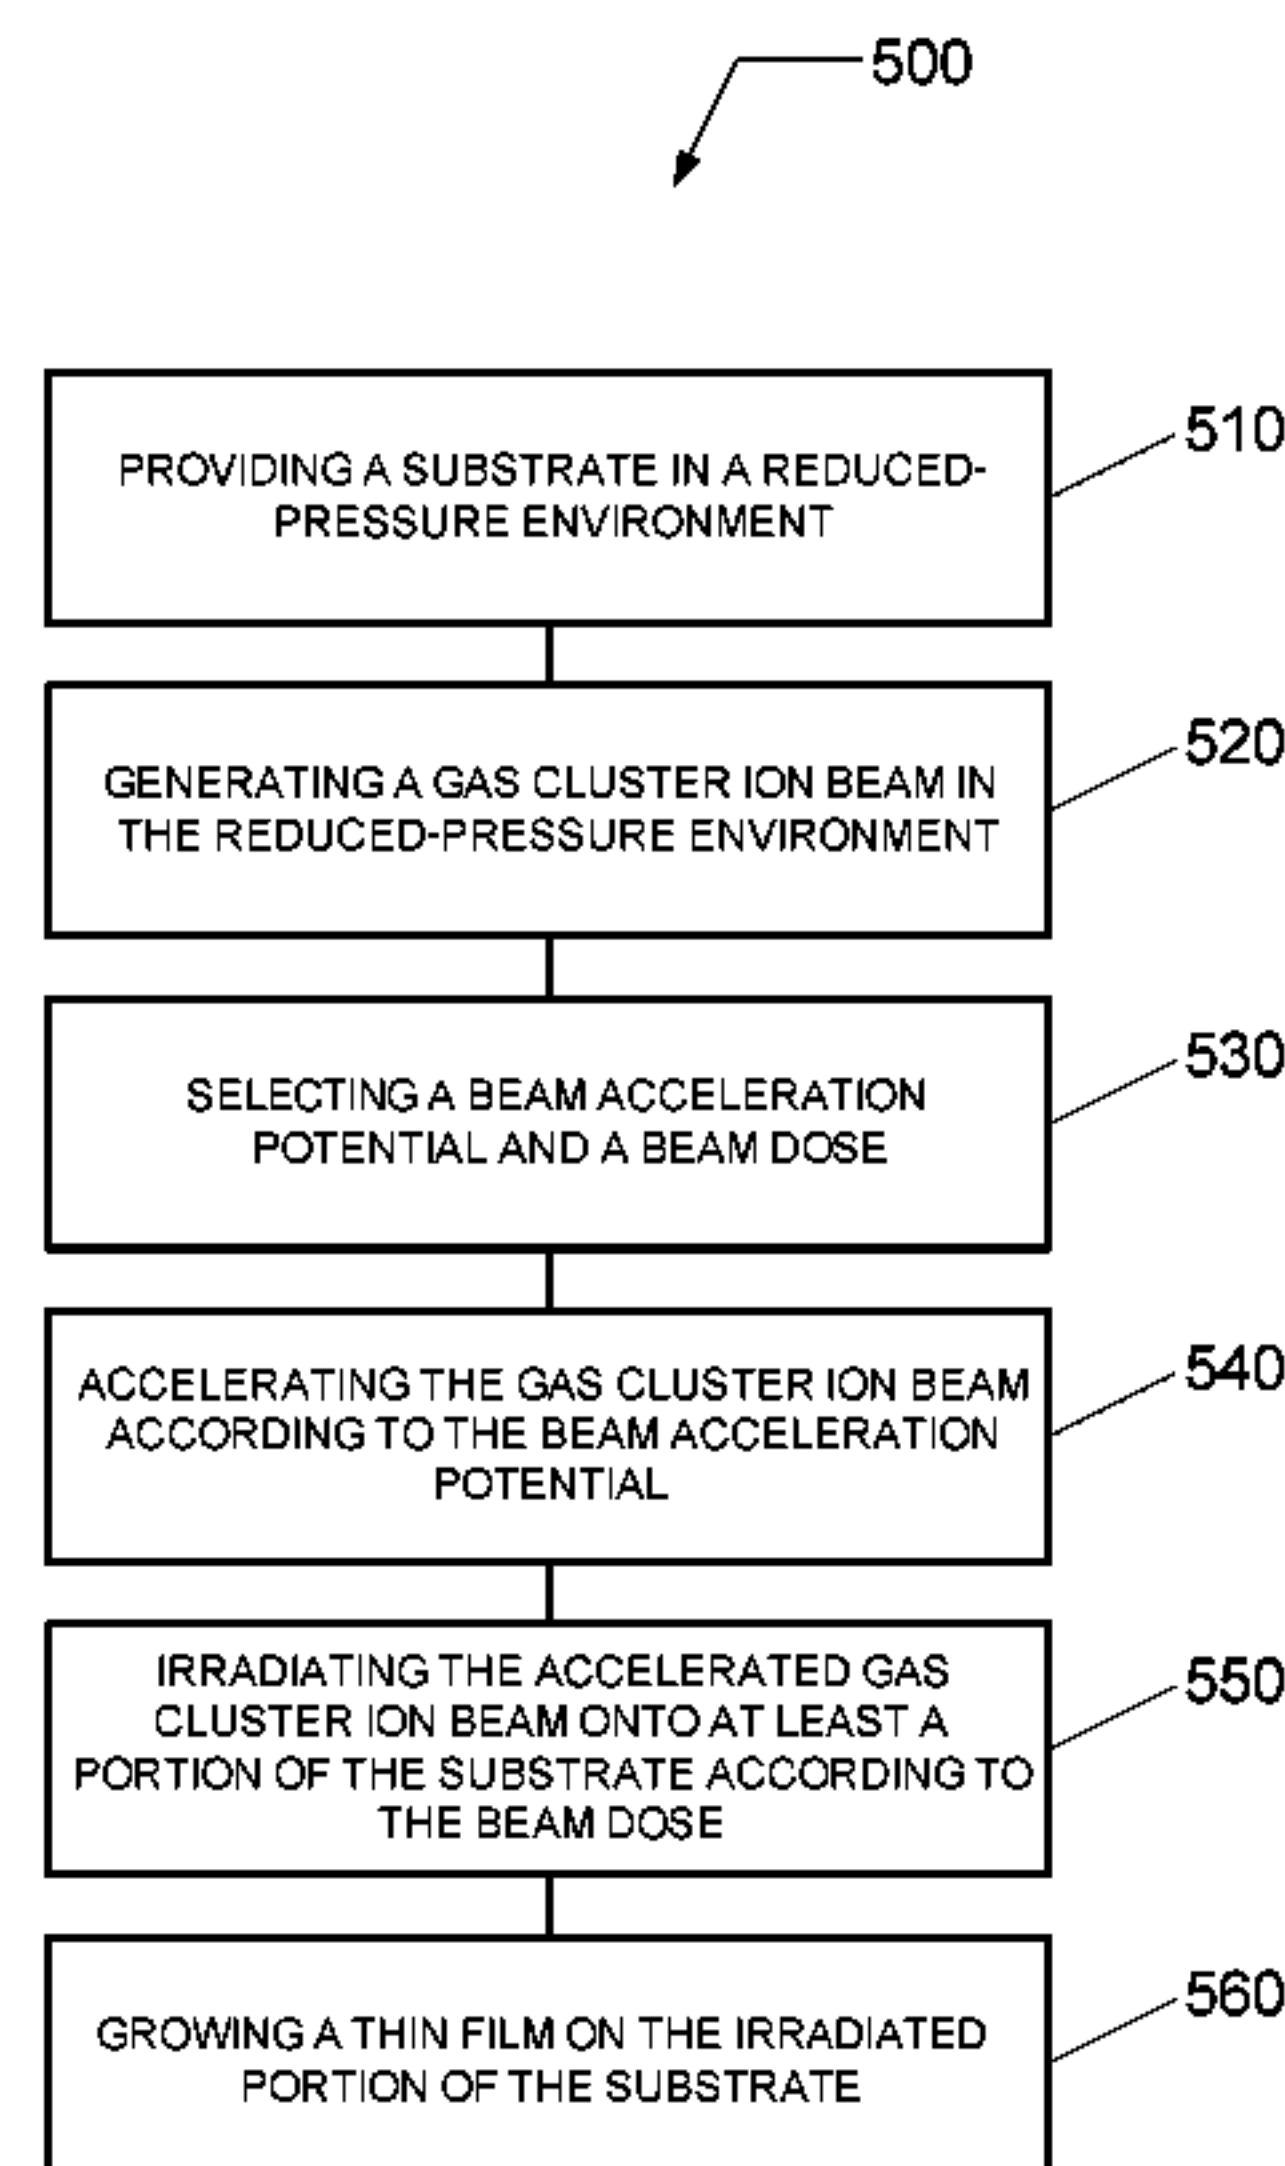 500
PROVIDING A SUBSTRATE IN A REDUCED-
PRESSURE ENVIRONMENT
510
GENERATING A GAS CLUSTER ION BEAM IN
THE REDUCED-PRESSURE ENVIRONMENT
520
SELECTING A BEAM ACCELERATION
POTENTIAL AND A BEAM DOSE
530
ACCELERATING THE GAS CLUSTER ION BEAM
ACCORDING TO THE BEAM ACCELERATION
POTENTIAL
540
IRRADIATING THE ACCELERATED GAS
CLUSTER ION BEAM ONTO AT LEAST A
PORTION OF THE SUBSTRATE ACCORDING TO
THE BEAM DOSE
550
GROWING A THIN FILM ON THE IRRADIATED
PORTION OF THE SUBSTRATE
560